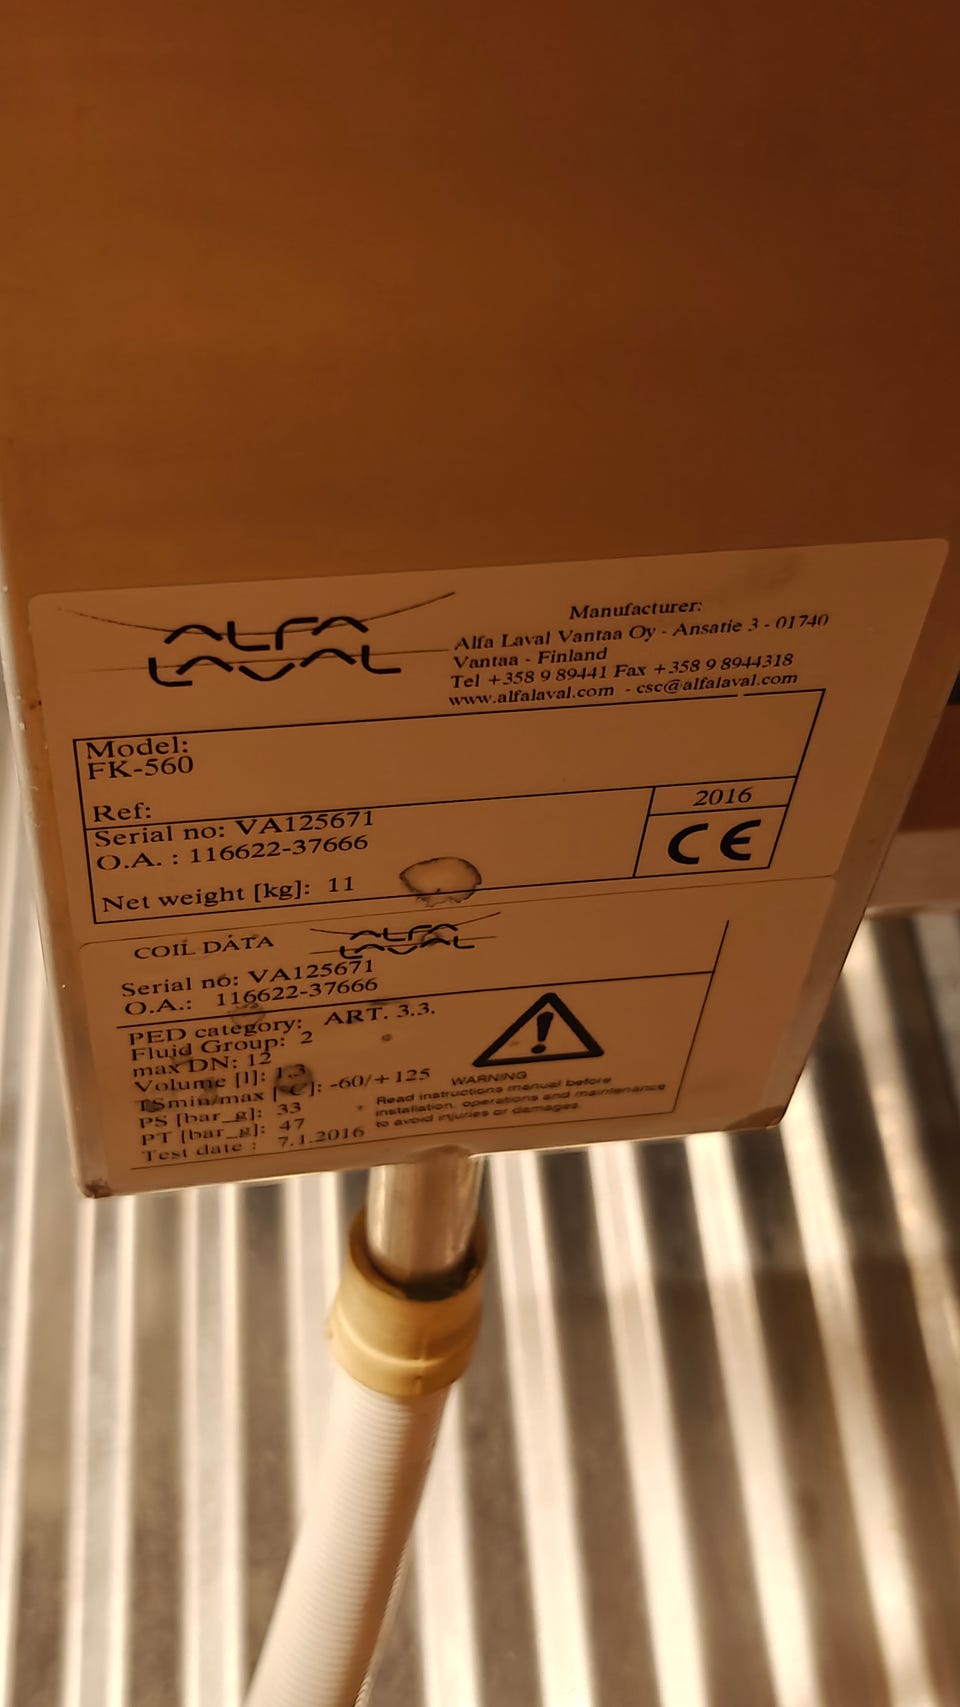 ALFA
LAVAL
Manufacturer:
Alfa Laval Vantaa Oy - Ansatie 3 - 01740
Vantaa - Finland
Tel +358 9 89441 Fax +358 9 8944318
www.alfalaval.com - csc@alfalaval.com
Model:
FK-560
Ref:
Serial no: VA125671
O.A. : 116622-37666
Net weight [kg]: 11
2016
CE
COIL DATA
ALFA
LAVAL
Serial no: VA125671
O.A.: 116622-37666
PED category: ART. 3.3.
Fluid Group: 2
max DN: 12
Volume [l]: 1.3
TSmin/max [°C]: -60/+125
PS [bar_g]: 33
PT [bar_g]: 47
Test date : 7.1.2016
WARNING
Read instructions manual before
installation, operations and maintenance
to avoid injuries or damages.